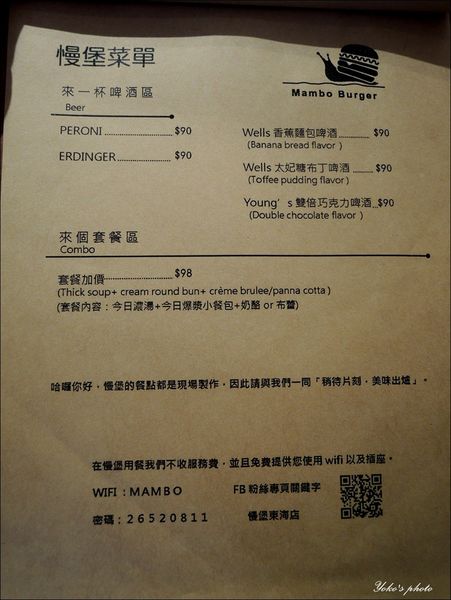 慢堡菜單
Mambo Burger
來一杯啤酒區
Beer
PERONI $90
ERDINGER $90
Wells 香蕉麵包啤酒 $90
(Banana bread flavor )
Wells 太妃糖布丁啤酒 $90
(Toffee pudding flavor )
Young's 雙倍巧克力啤酒 $90
(Double chocolate flavor )
來個套餐區
Combo
套餐加價 $98
(Thick soup+ cream round bun+ crème brulee/panna cotta )
(套餐內容：今日濃湯+今日爆漿小餐包+奶酪 or 布蕾)
哈囉你好，慢堡的餐點都是現場製作，因此請與我們一同「稍待片刻，美味出爐」。
在慢堡用餐我們不收服務費，並且免費提供您使用 wifi 以及插座。
WIFI：MAMBO FB 粉絲專頁關鍵字
密碼：26520811 慢堡東海店
Yoko's photo